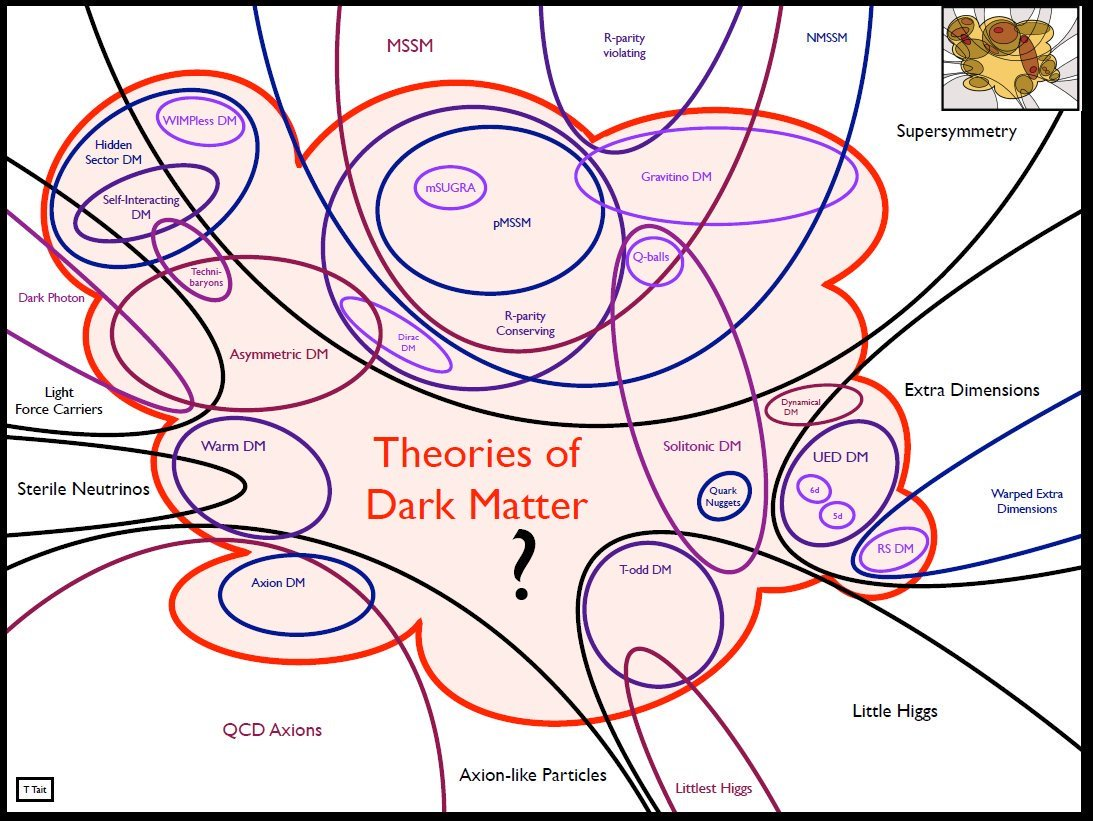 MSSM
R-parity
violating
NMSSM
Supersymmetry
WIMPless DM
Hidden
Sector DM
Self-Interacting
DM
Techni-
baryons
mSUGRA
pMSSM
Gravitino DM
Q-balls
R-parity
Conserving
Dirac
DM
Dark Photon
Asymmetric DM
Light
Force Carriers
Extra Dimensions
Dynamical
DM
Warm DM
Theories of
Dark Matter
?
Solitonic DM
Quark
Nuggets
UED DM
6d
5d
RS DM
Warped Extra
Dimensions
Sterile Neutrinos
Axion DM
T-odd DM
Little Higgs
QCD Axions
Axion-like Particles
Littlest Higgs
T Tait